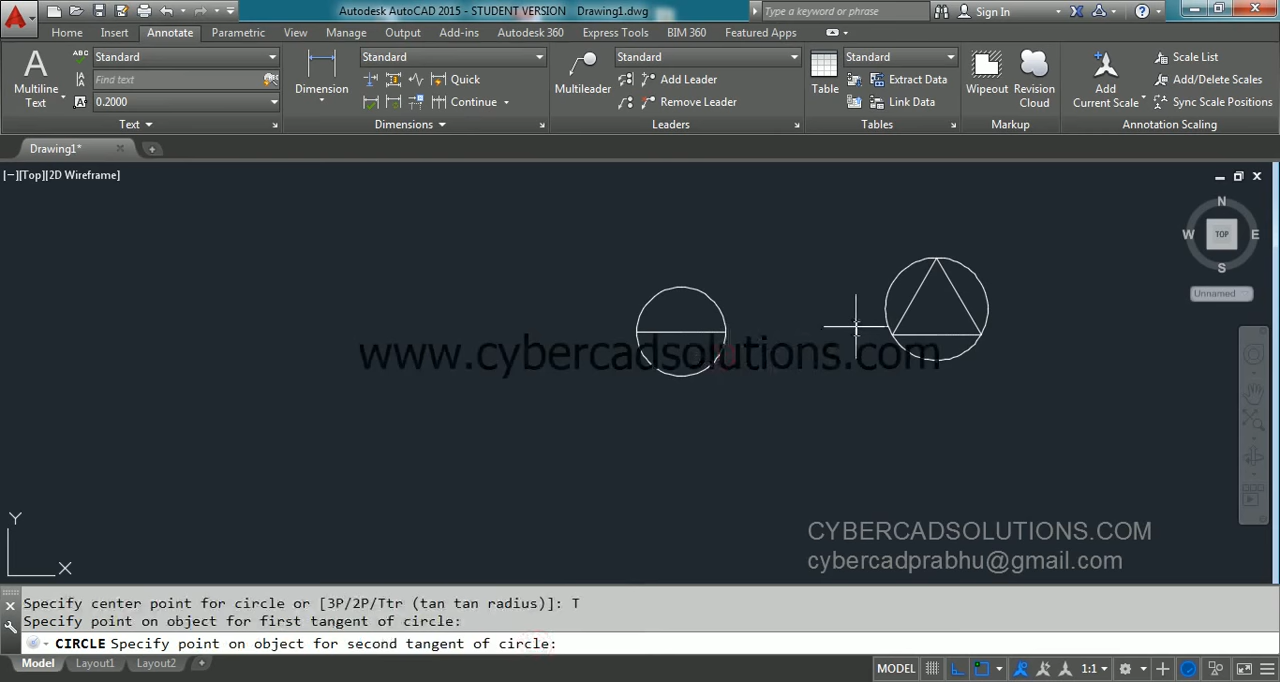 Autodesk AutoCAD 2015 - STUDENT VERSION Drawing1.dwg
Type a keyword or phrase
Sign In
Home Insert Annotate Parametric View Manage Output Add-ins Autodesk 360 Express Tools BIM 360 Featured Apps
Multiline Text
ABC
Standard
Find text
0.2000
Text
Dimension
Standard
Quick
Continue
Dimensions
Multileader
Standard
Add Leader
Remove Leader
Leaders
Table
Standard
Extract Data
Link Data
Tables
Wipeout
Revision Cloud
Markup
Add Current Scale
Scale List
Add/Delete Scales
Sync Scale Positions
Annotation Scaling
Drawing1*
[−][Top][2D Wireframe]
N
W TOP E
S
Unnamed
www.cybercadsolutions.com
CYBERCADSOLUTIONS.COM
cybercadprabhu@gmail.com
Y
X
Specify center point for circle or [3P/2P/Ttr (tan tan radius)]: T
Specify point on object for first tangent of circle:
CIRCLE Specify point on object for second tangent of circle:
Model Layout1 Layout2 +
MODEL 1:1